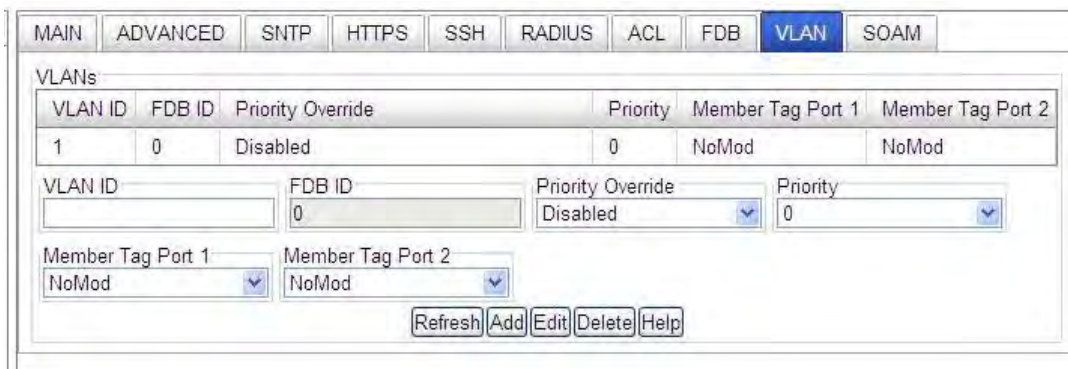 MAIN ADVANCED SNTP HTTPS SSH RADIUS ACL FDB VLAN SOAM
VLANs
VLAN ID FDB ID Priority Override Priority Member Tag Port 1 Member Tag Port 2
1 0 Disabled 0 NoMod NoMod
VLAN ID FDB ID Priority Override Priority
0 Disabled 0
Member Tag Port 1 Member Tag Port 2
NoMod NoMod
Refresh Add Edit Delete Help